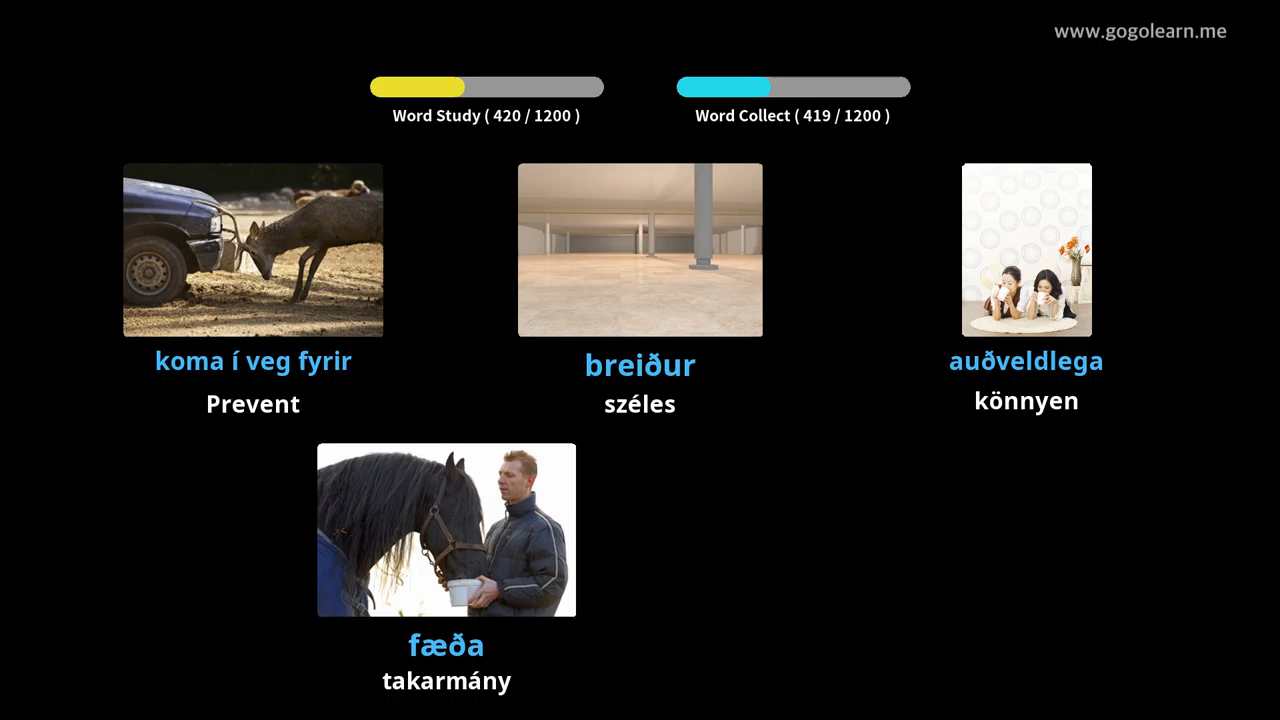 www.gogolearn.me
Word Study ( 420 / 1200 )
Word Collect ( 419 / 1200 )
koma í veg fyrir
Prevent
breiður
széles
auðveldlega
könnyen
fæða
takarmány